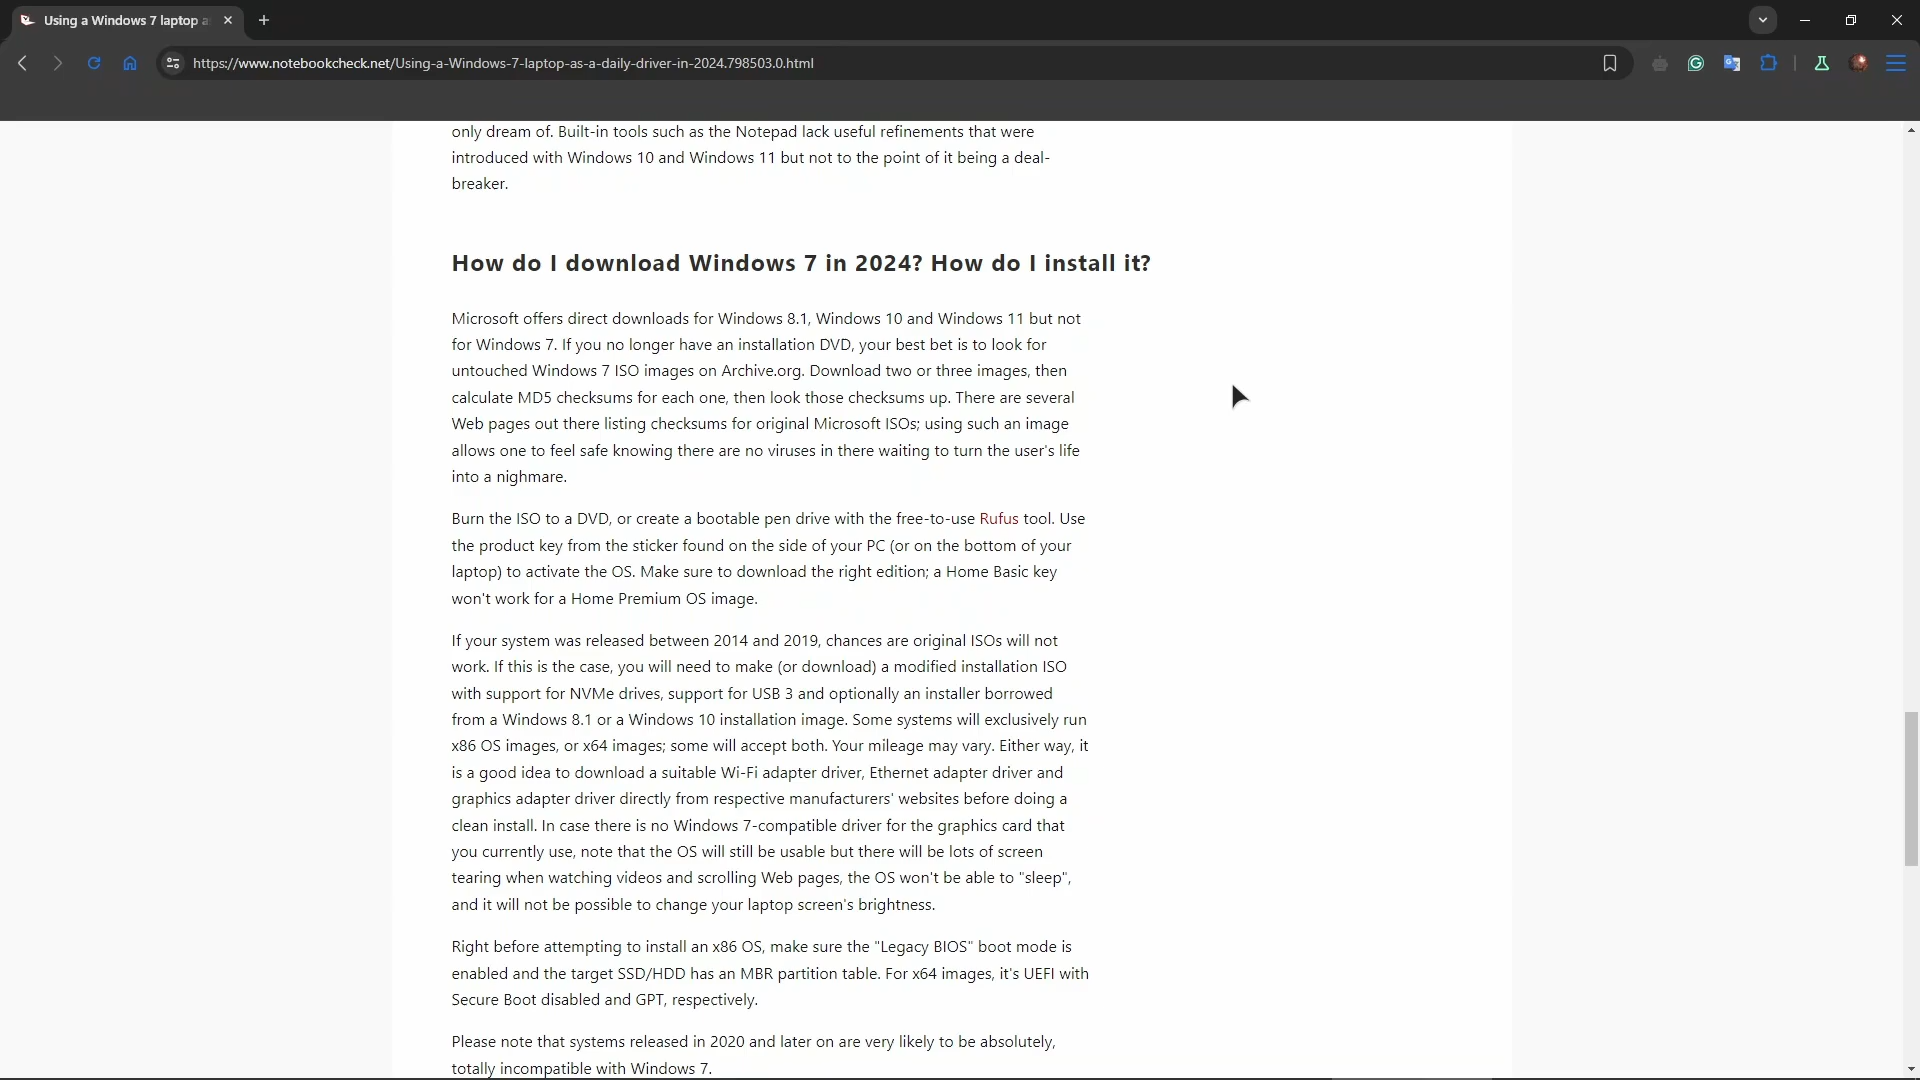 Using a Windows 7 laptop a
https://www.notebookcheck.net/Using-a-Windows-7-laptop-as-a-daily-driver-in-2024.798503.0.html
only dream of. Built-in tools such as the Notepad lack useful refinements that were
introduced with Windows 10 and Windows 11 but not to the point of it being a deal-
breaker.
How do I download Windows 7 in 2024? How do I install it?
Microsoft offers direct downloads for Windows 8.1, Windows 10 and Windows 11 but not
for Windows 7. If you no longer have an installation DVD, your best bet is to look for
untouched Windows 7 ISO images on Archive.org. Download two or three images, then
calculate MD5 checksums for each one, then look those checksums up. There are several
Web pages out there listing checksums for original Microsoft ISOs; using such an image
allows one to feel safe knowing there are no viruses in there waiting to turn the user's life
into a nighmare.
Burn the ISO to a DVD, or create a bootable pen drive with the free-to-use Rufus tool. Use
the product key from the sticker found on the side of your PC (or on the bottom of your
laptop) to activate the OS. Make sure to download the right edition; a Home Basic key
won't work for a Home Premium OS image.
If your system was released between 2014 and 2019, chances are original ISOs will not
work. If this is the case, you will need to make (or download) a modified installation ISO
with support for NVMe drives, support for USB 3 and optionally an installer borrowed
from a Windows 8.1 or a Windows 10 installation image. Some systems will exclusively run
x86 OS images, or x64 images; some will accept both. Your mileage may vary. Either way, it
is a good idea to download a suitable Wi-Fi adapter driver, Ethernet adapter driver and
graphics adapter driver directly from respective manufacturers' websites before doing a
clean install. In case there is no Windows 7-compatible driver for the graphics card that
you currently use, note that the OS will still be usable but there will be lots of screen
tearing when watching videos and scrolling Web pages, the OS won't be able to "sleep",
and it will not be possible to change your laptop screen's brightness.
Right before attempting to install an x86 OS, make sure the "Legacy BIOS" boot mode is
enabled and the target SSD/HDD has an MBR partition table. For x64 images, it's UEFI with
Secure Boot disabled and GPT, respectively.
Please note that systems released in 2020 and later on are very likely to be absolutely,
totally incompatible with Windows 7.